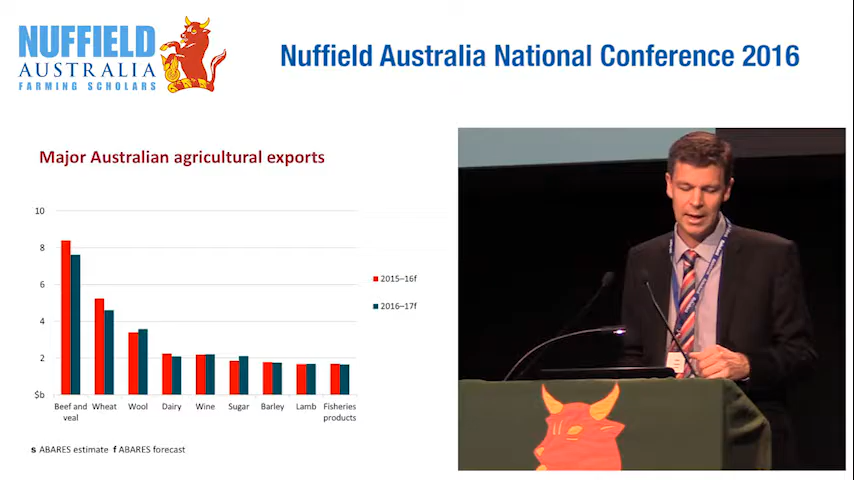 NUFFIELD
AUSTRALIA
FARMING SCHOLARS
Nuffield Australia National Conference 2016
Major Australian agricultural exports
10
8
6
4
2
$b
2015–16f
2016–17f
Beef and veal
Wheat
Wool
Dairy
Wine
Sugar
Barley
Lamb
Fisheries products
s ABARES estimate f ABARES forecast